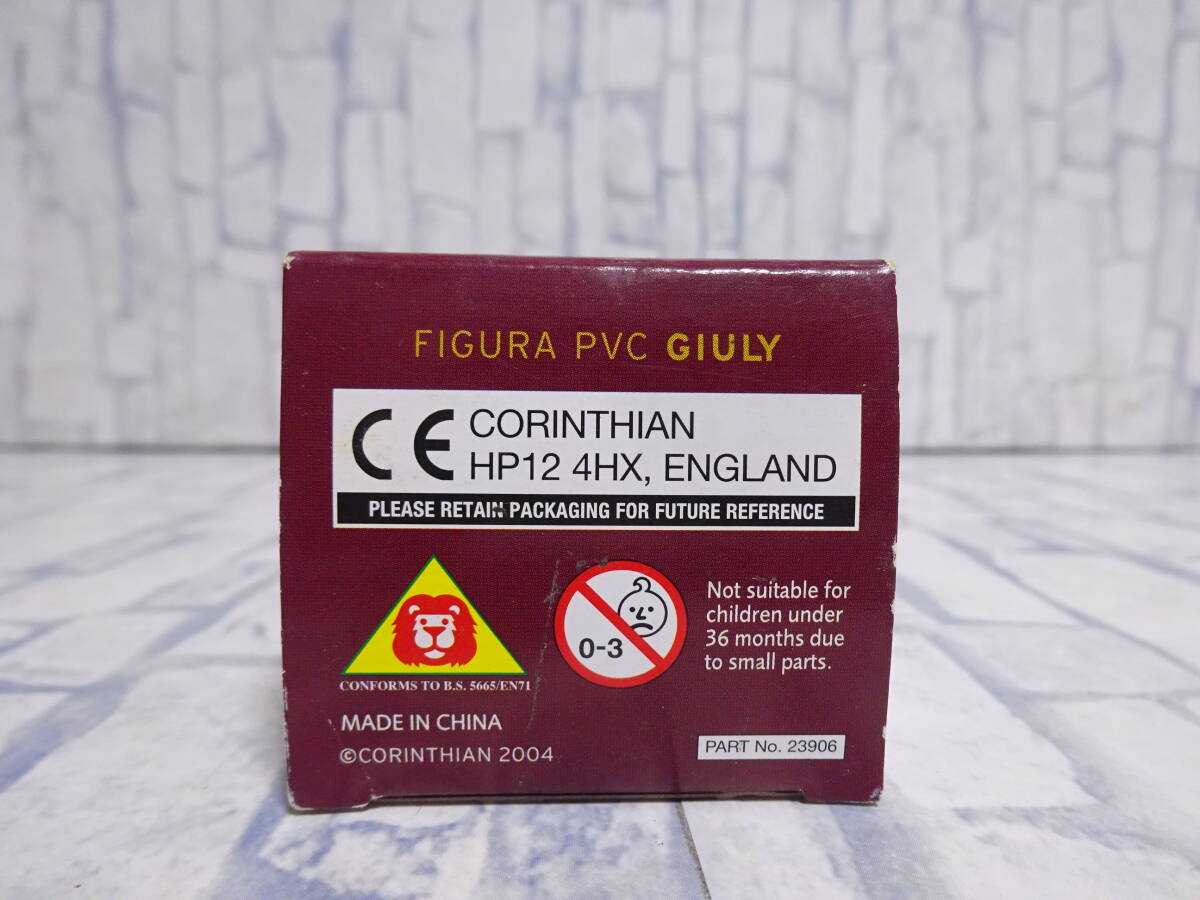 FIGURA PVC GIULY
CE CORINTHIAN
HP12 4HX, ENGLAND
PLEASE RETAIN PACKAGING FOR FUTURE REFERENCE
0-3
Not suitable for
children under
36 months due
to small parts.
CONFORMS TO B.S. 5665/EN71
MADE IN CHINA
©CORINTHIAN 2004
PART No. 23906